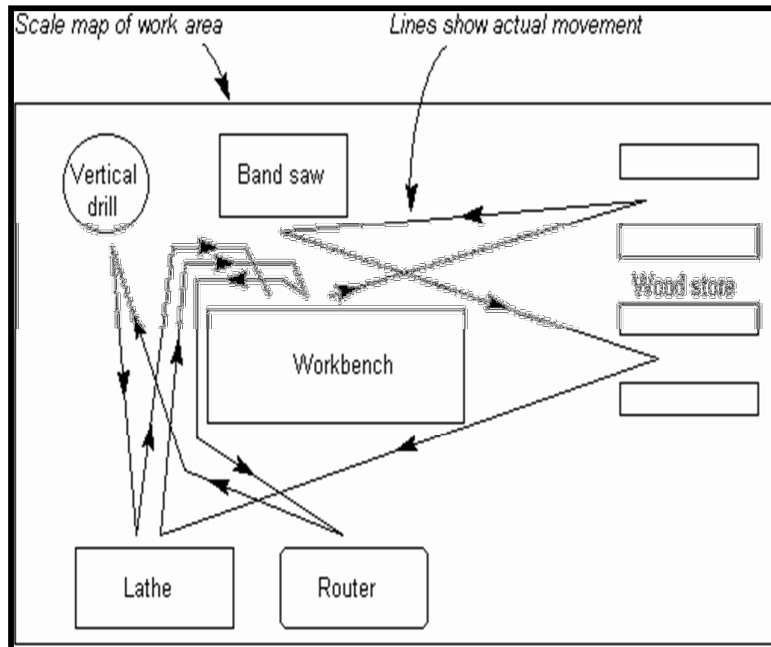 Scale map of work area
Lines show actual movement
Vertical
drill
Band saw
Wood store
Workbench
Lathe
Router